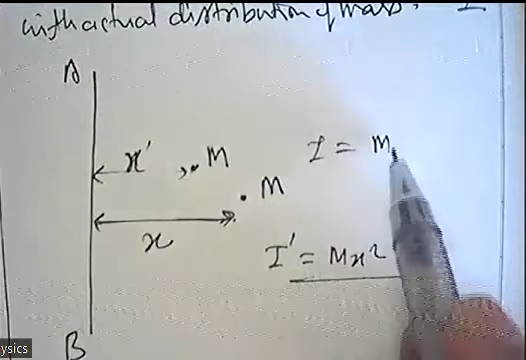 with actual distribution of mass.
A
x' M
I = M
M
x
I' = Mx²
B
ysics